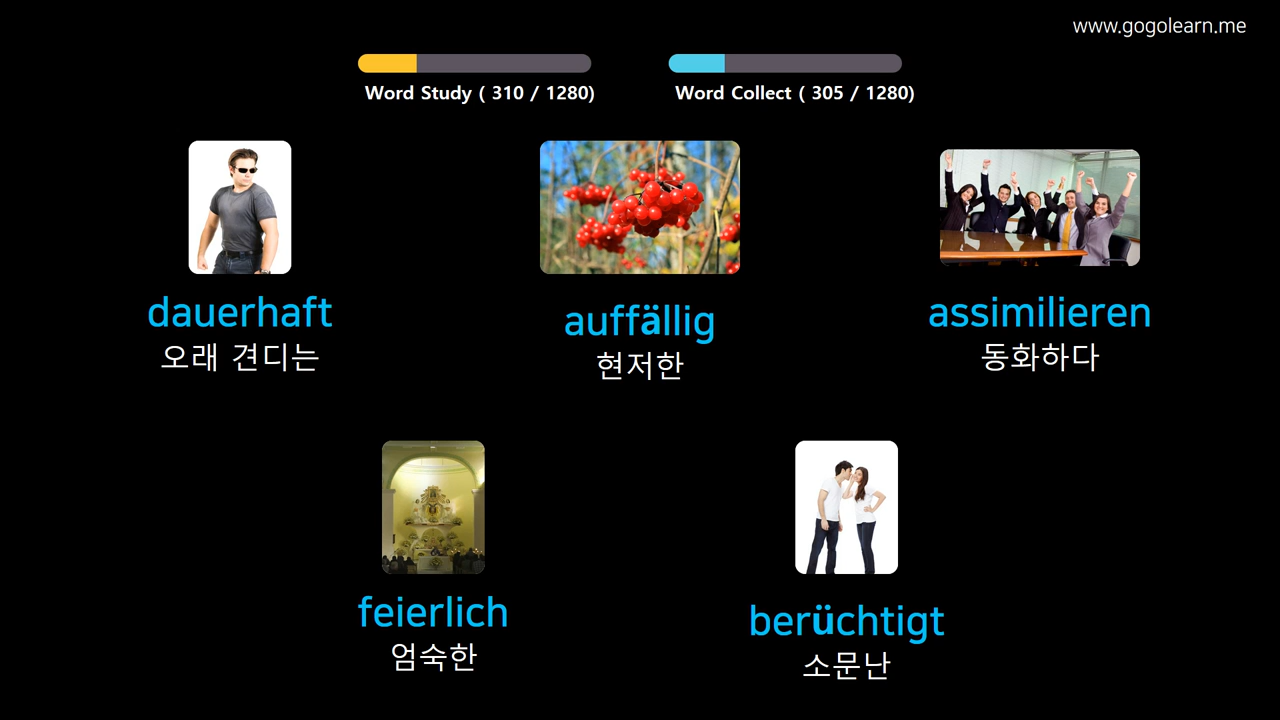 www.gogolearn.me
Word Study ( 310 / 1280)
Word Collect ( 305 / 1280)
dauerhaft
오래 견디는
auffällig
현저한
assimilieren
동화하다
feierlich
엄숙한
berüchtigt
소문난